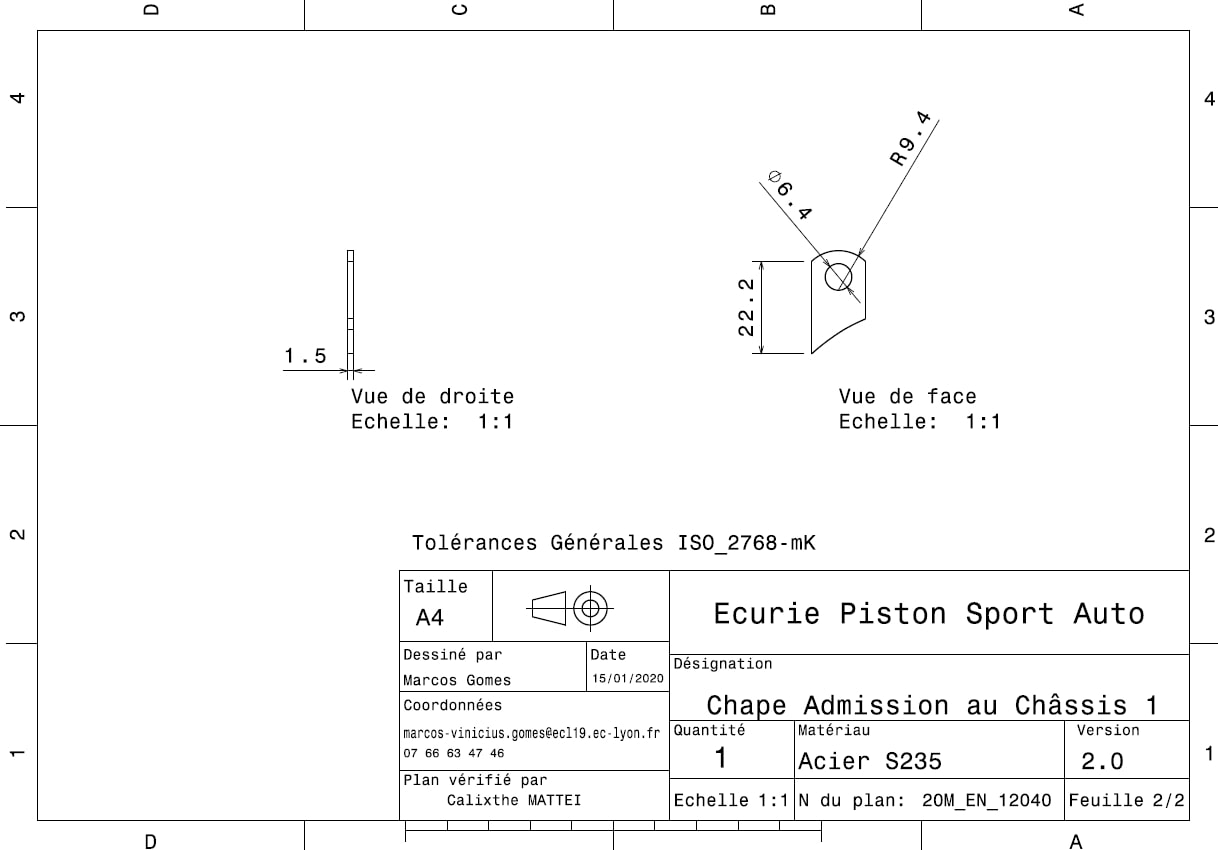 D C B A
4 4
R9.4
∅6.4
3 3
22.2
1.5
Vue de droite
Echelle: 1:1
Vue de face
Echelle: 1:1
2 2
Tolérances Générales ISO_2768-mK
Taille
A4
Ecurie Piston Sport Auto
Dessiné par
Marcos Gomes
Date
15/01/2020
Désignation
Chape Admission au Châssis 1
Coordonnées
marcos-vinicius.gomes@ecl19.ec-lyon.fr
07 66 63 47 46
Quantité
1
Matériau
Acier S235
Version
2.0
1 1
Plan vérifié par
Calixthe MATTEI
Echelle 1:1
N du plan: 20M_EN_12040
Feuille 2/2
D A